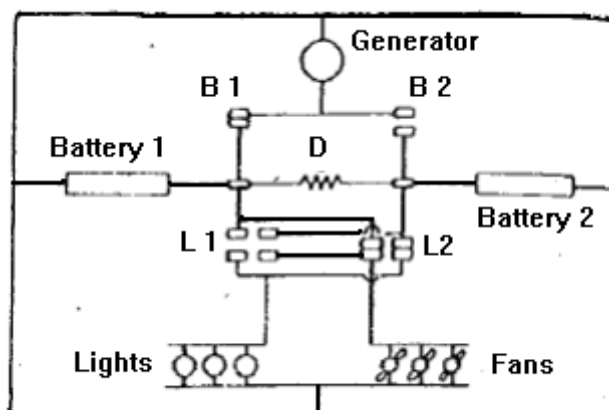 Generator
B 1
B 2
Battery 1
D
Battery 2
L 1
L2
Lights
Fans